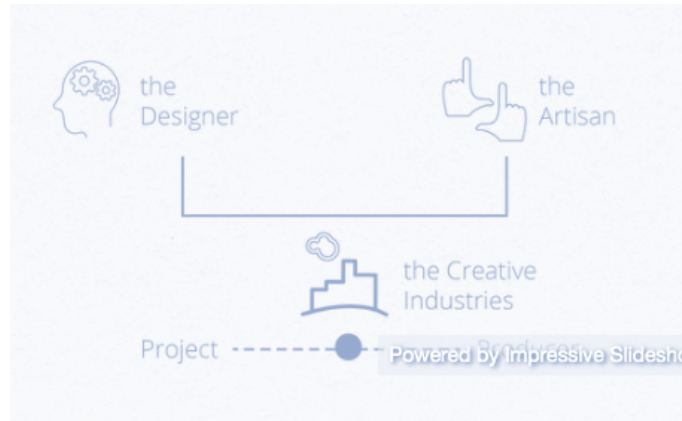 the
Designer
the
Artisan
the Creative
Industries
Project
Powered by Impressive Slidesho